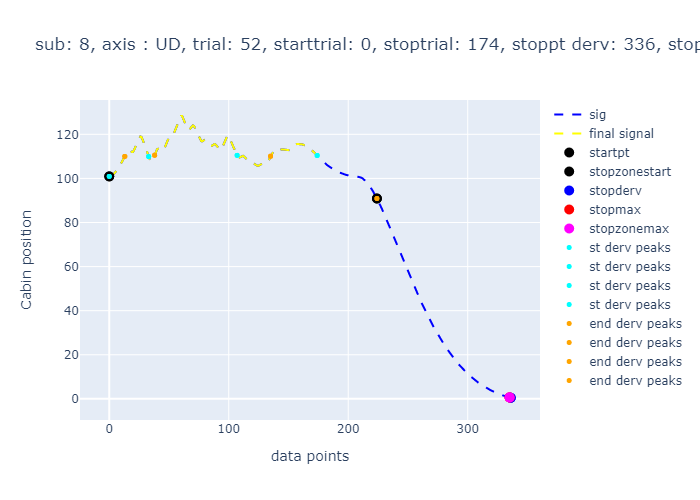 sub: 8, axis : UD, trial: 52, starttrial: 0, stoptrial: 174, stoppt derv: 336, stop
sig
final signal
startpt
stopzonestart
stopderv
stopmax
stopzonemax
st derv peaks
st derv peaks
st derv peaks
st derv peaks
end derv peaks
end derv peaks
end derv peaks
end derv peaks
120
100
80
60
40
20
0
Cabin position
0 100 200 300
data points